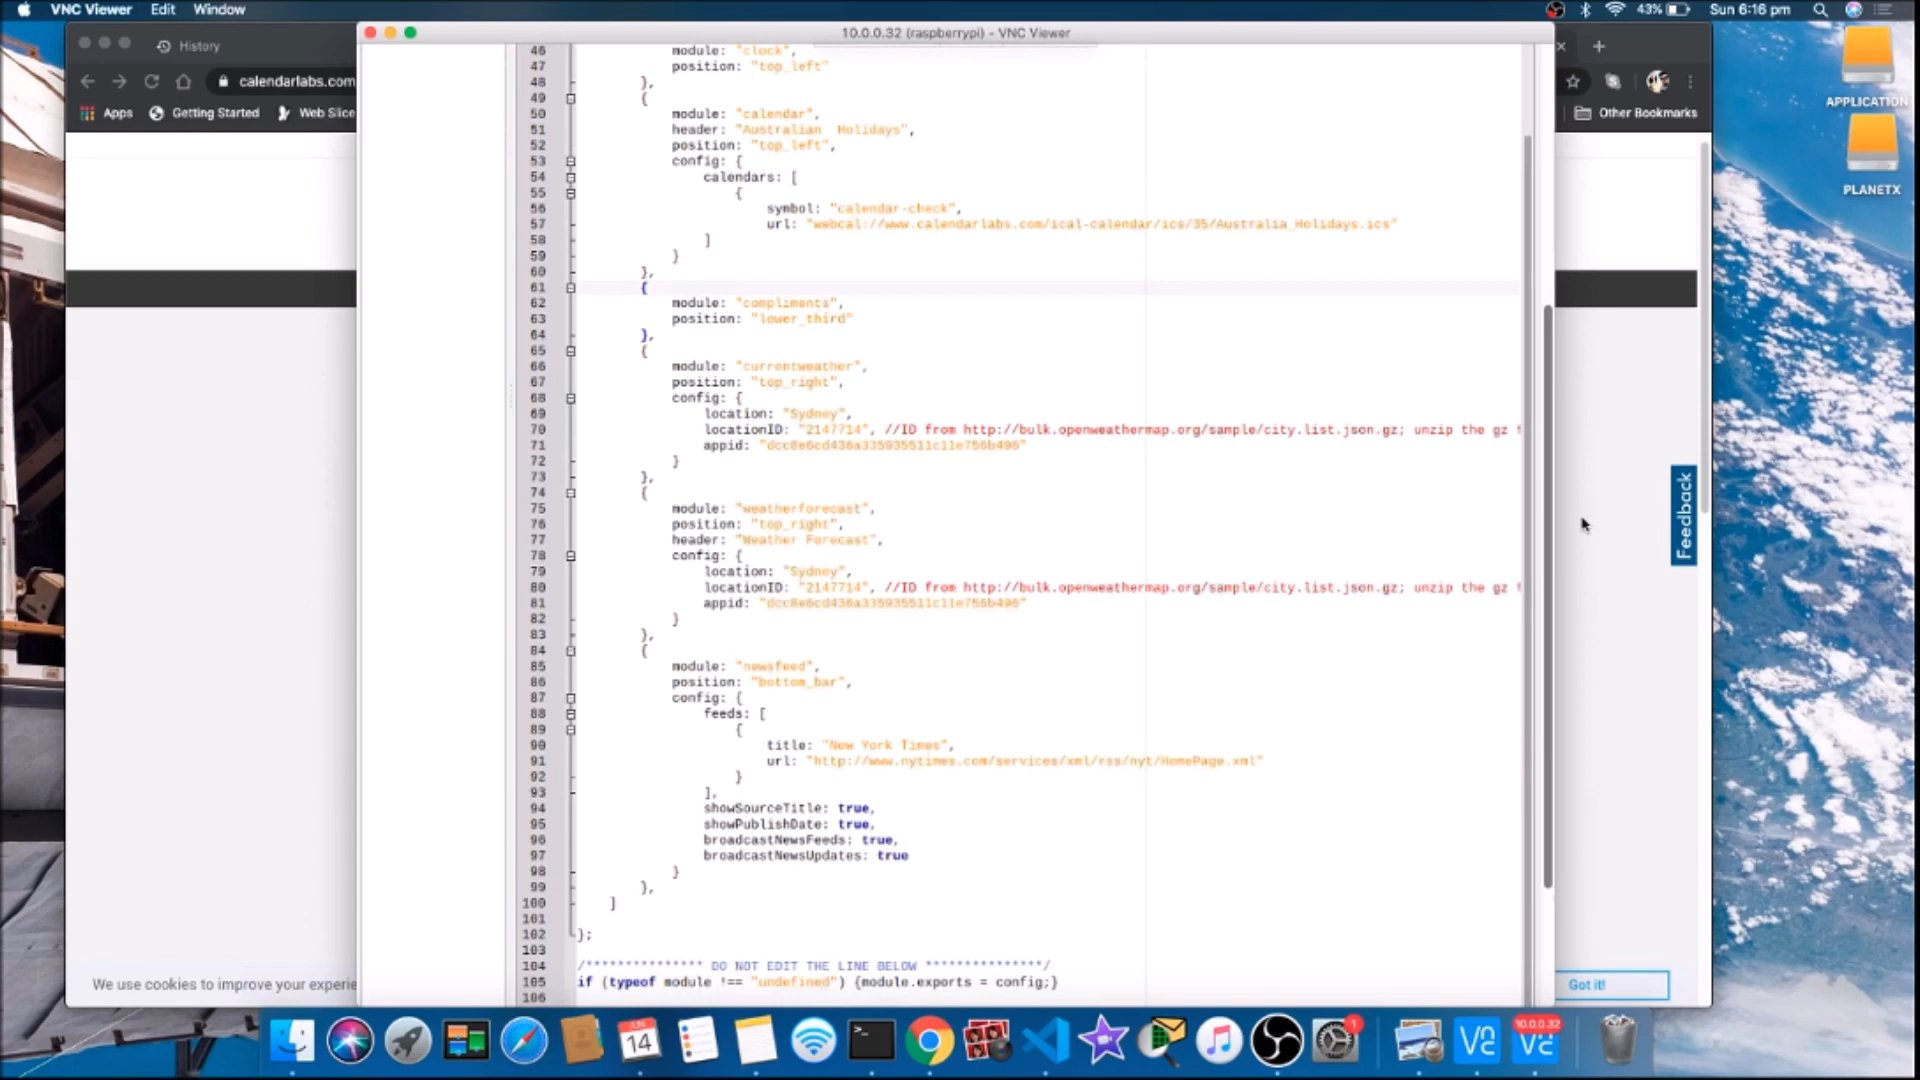 VNC Viewer Edit Window
43% Sun 6:16 pm
10.0.0.32 (raspberrypi) - VNC Viewer
History
calendarlabs.com
Apps Getting Started Web Slice
Other Bookmarks
APPLICATION
PLANETX
46 module: "clock",
47 position: "top_left"
48 },
49 {
50 module: "calendar",
51 header: "Australian Holidays",
52 position: "top_left",
53 config: {
54 calendars: [
55 {
56 symbol: "calendar-check",
57 url: "webcal://www.calendarlabs.com/ical-calendar/ics/35/Australia_Holidays.ics"
58 ]
59 }
60 },
61 {
62 module: "compliments",
63 position: "lower_third"
64 },
65 {
66 module: "currentweather",
67 position: "top_right",
68 config: {
69 location: "Sydney",
70 locationID: "2147714", //ID from http://bulk.openweathermap.org/sample/city.list.json.gz; unzip the gz f
71 appid: "dcc8e6cd436a335935511c11e756b496"
72 }
73 },
74 {
75 module: "weatherforecast",
76 position: "top_right",
77 header: "Weather Forecast",
78 config: {
79 location: "Sydney",
80 locationID: "2147714", //ID from http://bulk.openweathermap.org/sample/city.list.json.gz; unzip the gz f
81 appid: "dcc8e6cd436a335935511c11e756b496"
82 }
83 },
84 {
85 module: "newsfeed",
86 position: "bottom_bar",
87 config: {
88 feeds: [
89 {
90 title: "New York Times",
91 url: "http://www.nytimes.com/services/xml/rss/nyt/HomePage.xml"
92 }
93 ],
94 showSourceTitle: true,
95 showPublishDate: true,
96 broadcastNewsFeeds: true,
97 broadcastNewsUpdates: true
98 }
99 },
100 ]
101
102 };
103
104 /*************** DO NOT EDIT THE LINE BELOW ***************/
105 if (typeof module !== "undefined") {module.exports = config;}
106
Feedback
We use cookies to improve your experie
Got it!
JUN
14
1
10.0.0.32